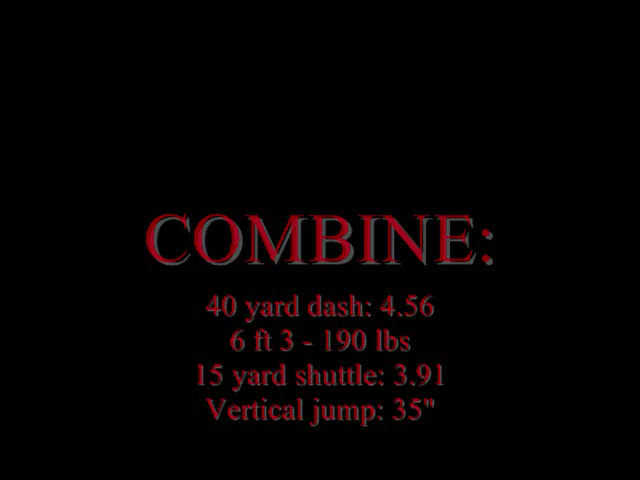 COMBINE:
40 yard dash: 4.56
6 ft 3 - 190 lbs
15 yard shuttle: 3.91
Vertical jump: 35"